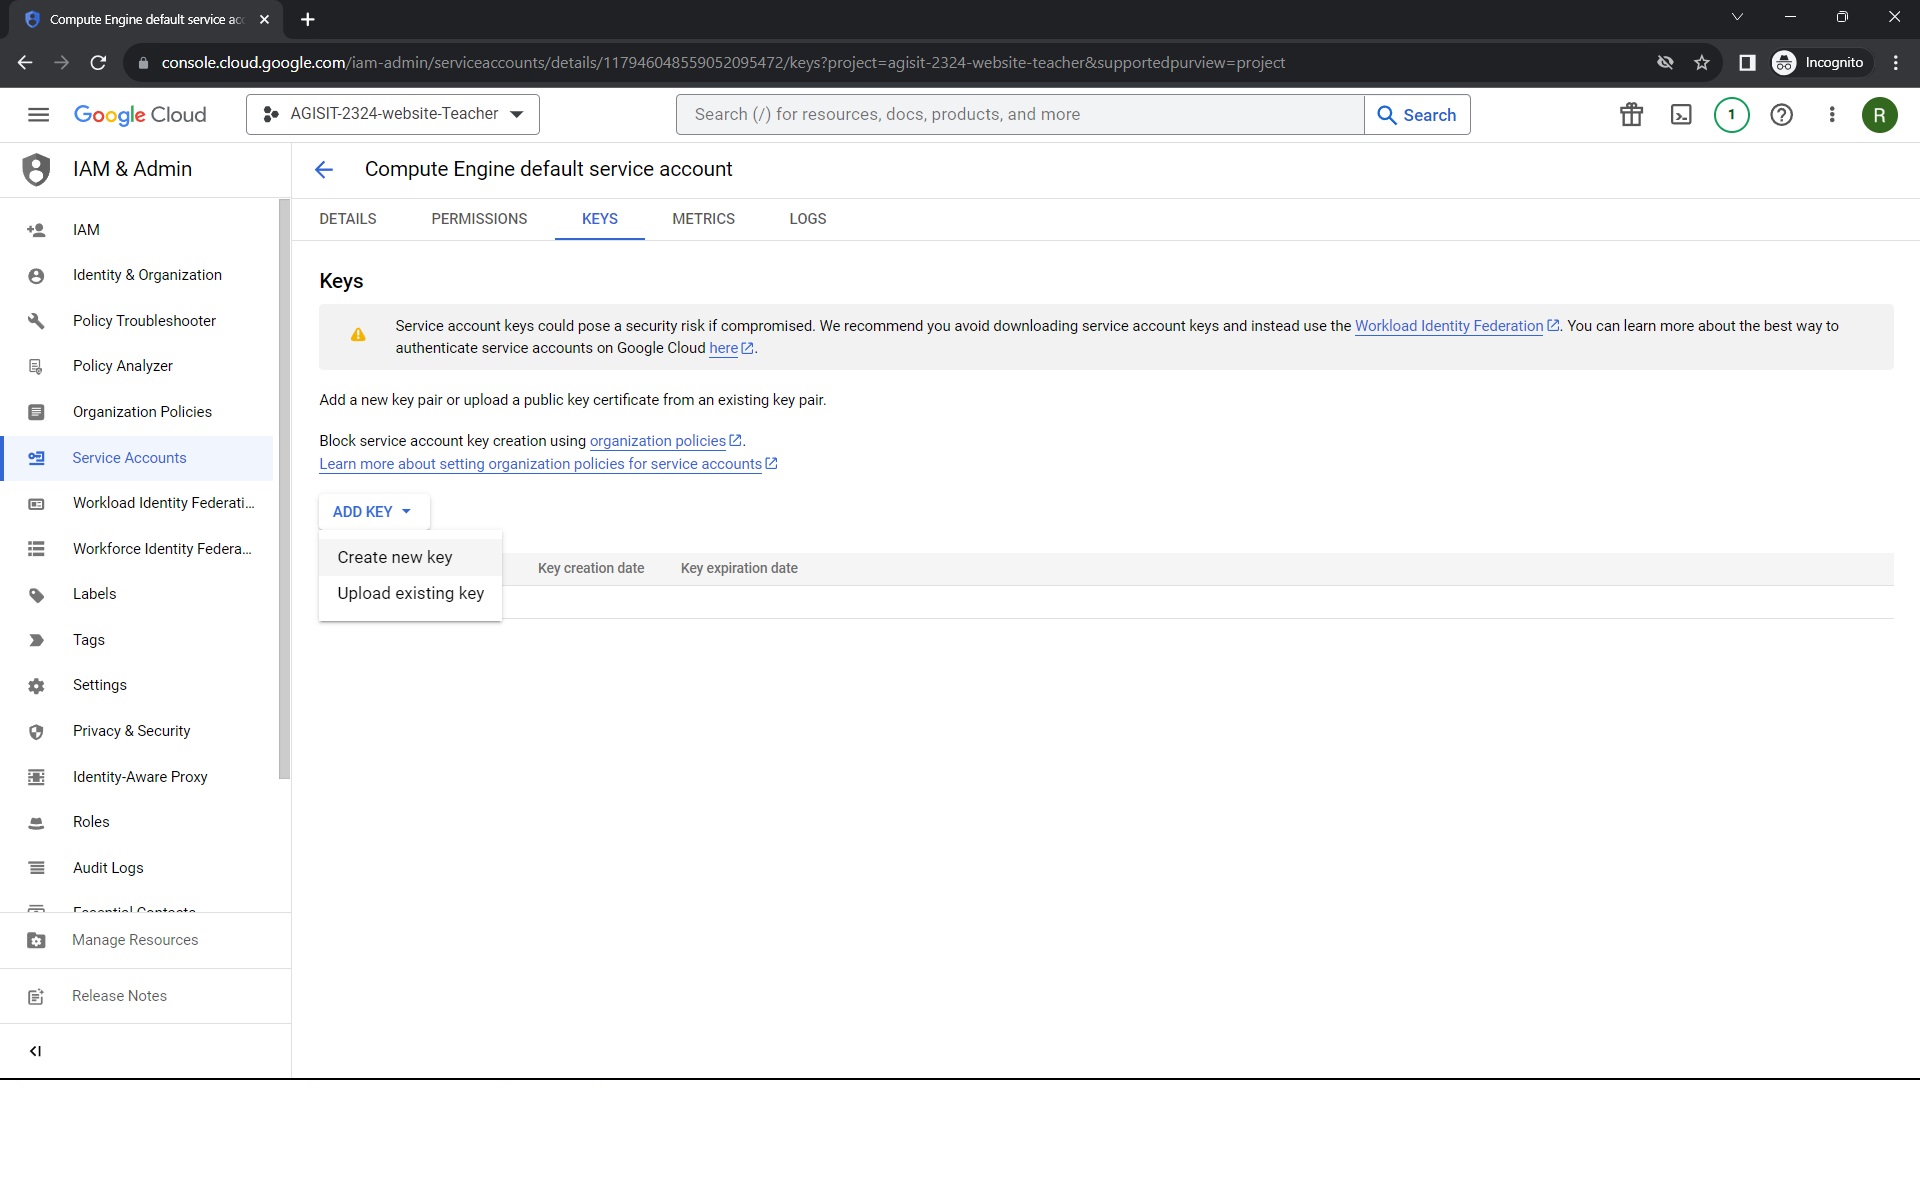 Compute Engine default service acc
console.cloud.google.com/iam-admin/serviceaccounts/details/117946048559052095472/keys?project=agisit-2324-website-teacher&supportedpurview=project
Incognito
Google Cloud
AGISIT-2324-website-Teacher
Search (/) for resources, docs, products, and more
Search
1
R
IAM & Admin
Compute Engine default service account
IAM
Identity & Organization
Policy Troubleshooter
Policy Analyzer
Organization Policies
Service Accounts
Workload Identity Federati...
Workforce Identity Federa...
Labels
Tags
Settings
Privacy & Security
Identity-Aware Proxy
Roles
Audit Logs
Essential Contacts
Manage Resources
Release Notes
DETAILS
PERMISSIONS
KEYS
METRICS
LOGS
Keys
Service account keys could pose a security risk if compromised. We recommend you avoid downloading service account keys and instead use the Workload Identity Federation. You can learn more about the best way to
authenticate service accounts on Google Cloud here.
Add a new key pair or upload a public key certificate from an existing key pair.
Block service account key creation using organization policies.
Learn more about setting organization policies for service accounts
ADD KEY
Create new key
Upload existing key
Key creation date
Key expiration date